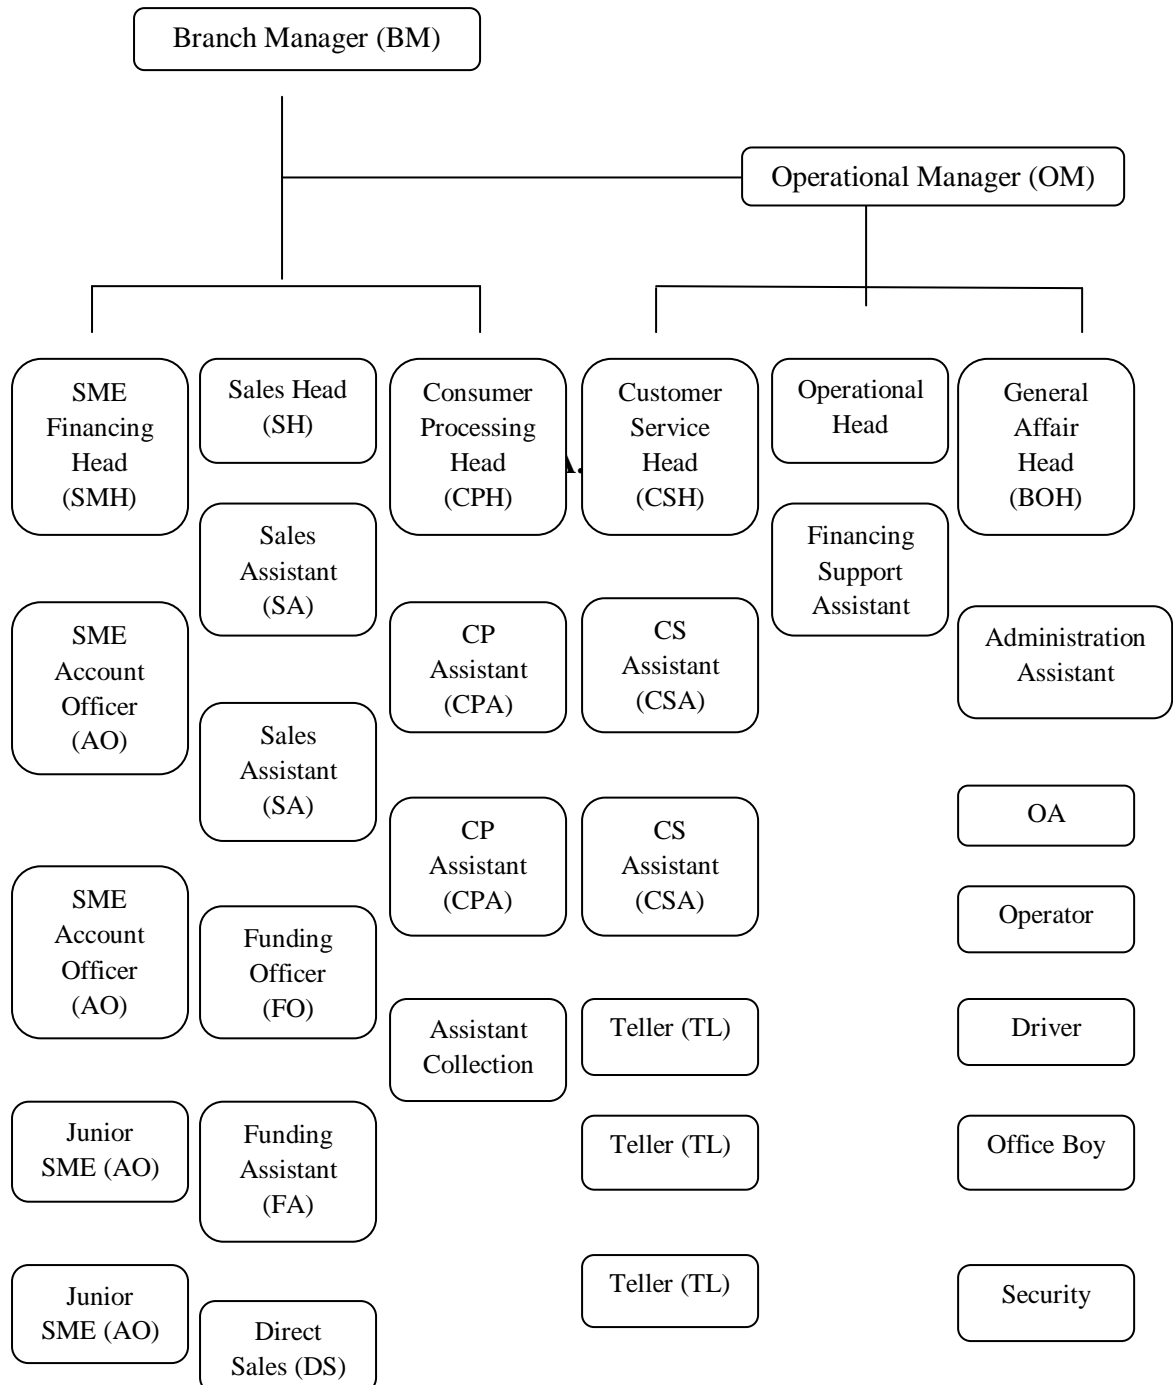 Branch Manager (BM)
Operational Manager (OM)
SME
Financing
Head
(SMH)
Sales Head
(SH)
Consumer
Processing
Head
(CPH)
A.
Customer
Service
Head
(CSH)
Operational
Head
General
Affair
Head
(BOH)
Sales
Assistant
(SA)
Financing
Support
Assistant
SME
Account
Officer
(AO)
CP
Assistant
(CPA)
CS
Assistant
(CSA)
Administration
Assistant
Sales
Assistant
(SA)
CP
Assistant
(CPA)
CS
Assistant
(CSA)
OA
SME
Account
Officer
(AO)
Funding
Officer
(FO)
Operator
Assistant
Collection
Teller (TL)
Driver
Junior
SME (AO)
Funding
Assistant
(FA)
Teller (TL)
Office Boy
Junior
SME (AO)
Direct
Sales (DS)
Teller (TL)
Security